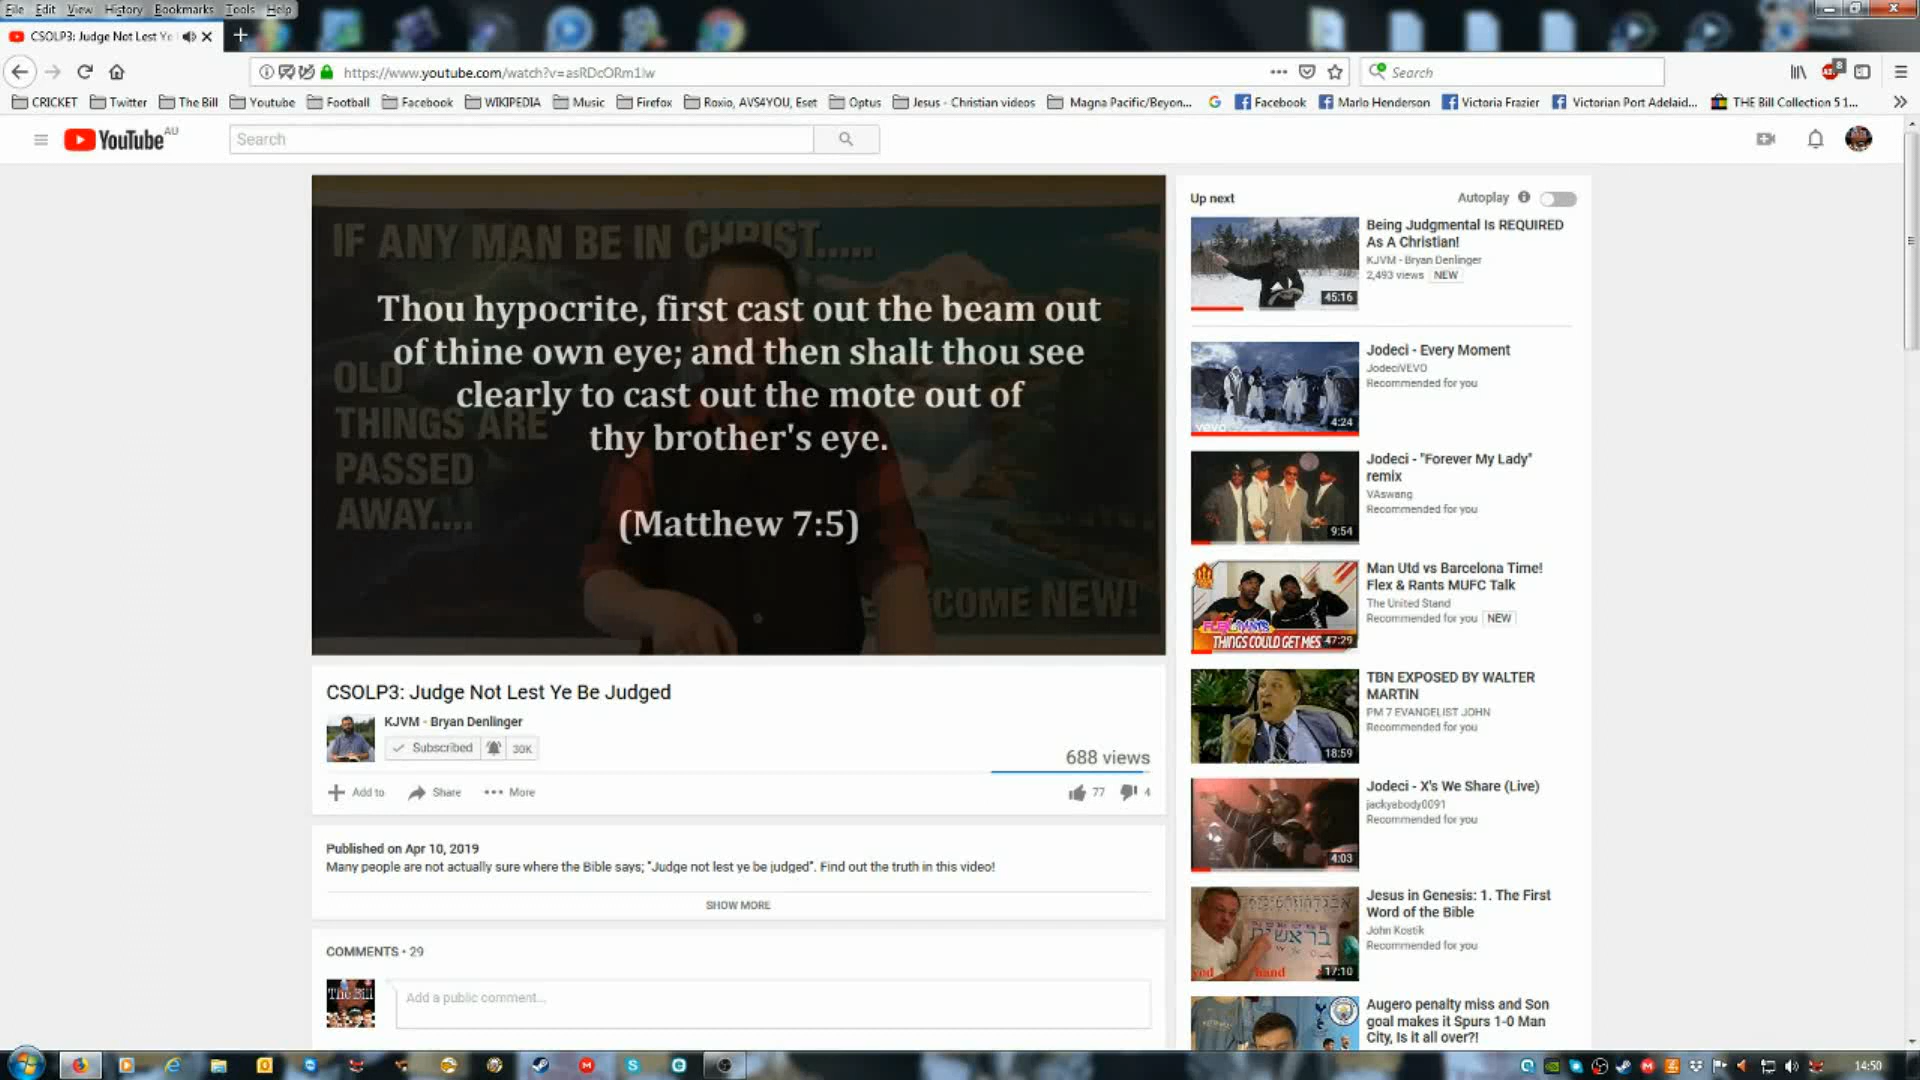 File Edit View History Bookmarks Tools Help
CSOLP3: Judge Not Lest Ye
https://www.youtube.com/watch?v=asRDcORm1Iw
Search
CRICKET Twitter The Bill Youtube Football Facebook WIKIPEDIA Music Firefox Roxio, AVS4YOU, Eset Optus Jesus - Christian videos Magna Pacific/Beyon... Facebook Marlo Henderson Victoria Frazier Victorian Port Adelaid... THE Bill Collection 5 1...
YouTube AU
Search
IF ANY MAN BE IN CHRIST.....
OLD
THINGS ARE
PASSED
AWAY....
COME NEW!
Thou hypocrite, first cast out the beam out
of thine own eye; and then shalt thou see
clearly to cast out the mote out of
thy brother's eye.
(Matthew 7:5)
CSOLP3: Judge Not Lest Ye Be Judged
KJVM - Bryan Denlinger
Subscribed 30K
688 views
Add to Share More
77 4
Published on Apr 10, 2019
Many people are not actually sure where the Bible says; "Judge not lest ye be judged". Find out the truth in this video!
SHOW MORE
COMMENTS • 29
The Bill
Add a public comment...
Up next
Autoplay
45:16
Being Judgmental Is REQUIRED
As A Christian!
KJVM - Bryan Denlinger
2,493 views NEW
vevo
4:24
Jodeci - Every Moment
JodeciVEVO
Recommended for you
9:54
Jodeci - "Forever My Lady"
remix
VAswang
Recommended for you
THINGS COULD GET MES 47:29
Man Utd vs Barcelona Time!
Flex & Rants MUFC Talk
The United Stand
Recommended for you NEW
18:59
TBN EXPOSED BY WALTER
MARTIN
PM 7 EVANGELIST JOHN
Recommended for you
4:03
Jodeci - X's We Share (Live)
jackyabody0091
Recommended for you
בראשית
hand
17:10
Jesus in Genesis: 1. The First
Word of the Bible
John Kostik
Recommended for you
Augero penalty miss and Son
goal makes it Spurs 1-0 Man
City, Is it all over?!
14:50